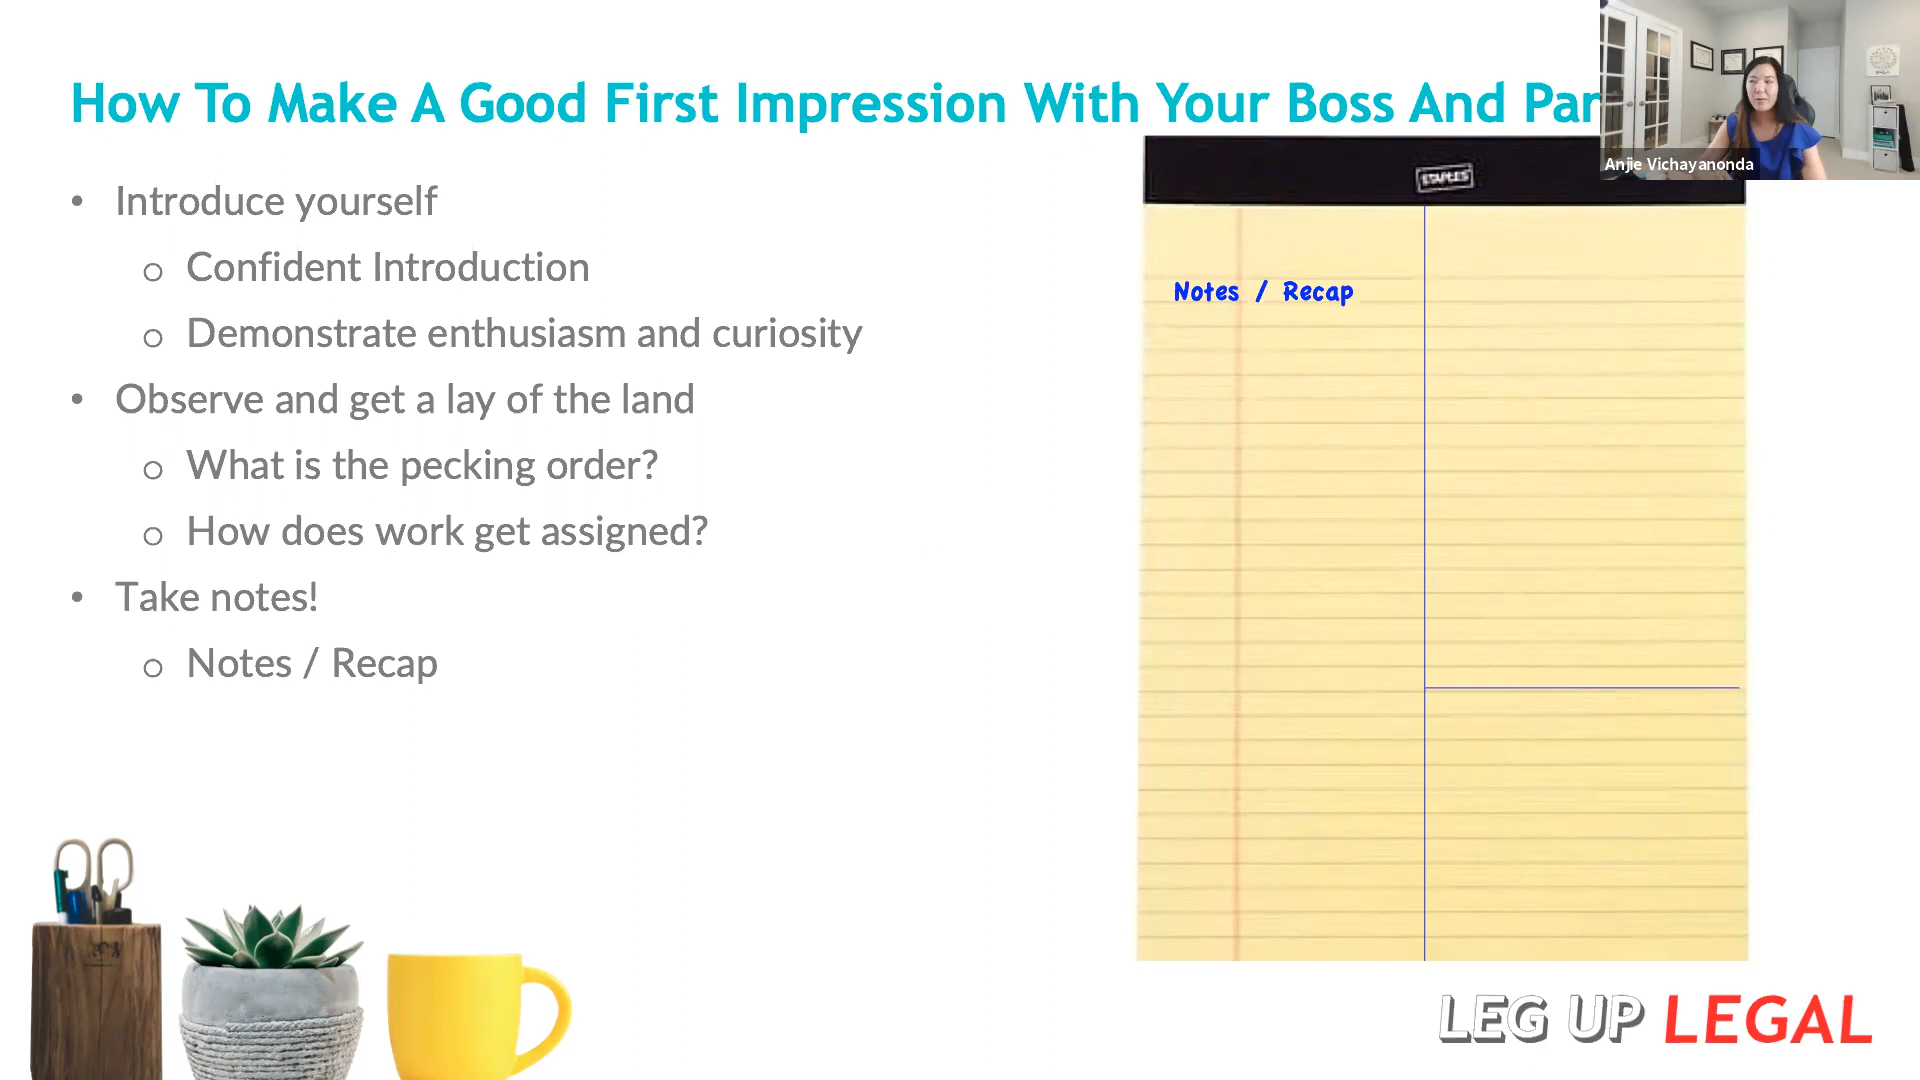 How To Make A Good First Impression With Your Boss And Par
Anjie Vichayanonda
• Introduce yourself
o Confident Introduction
o Demonstrate enthusiasm and curiosity
• Observe and get a lay of the land
o What is the pecking order?
o How does work get assigned?
• Take notes!
o Notes / Recap
STAPLES
Notes / Recap
LEG UP LEGAL